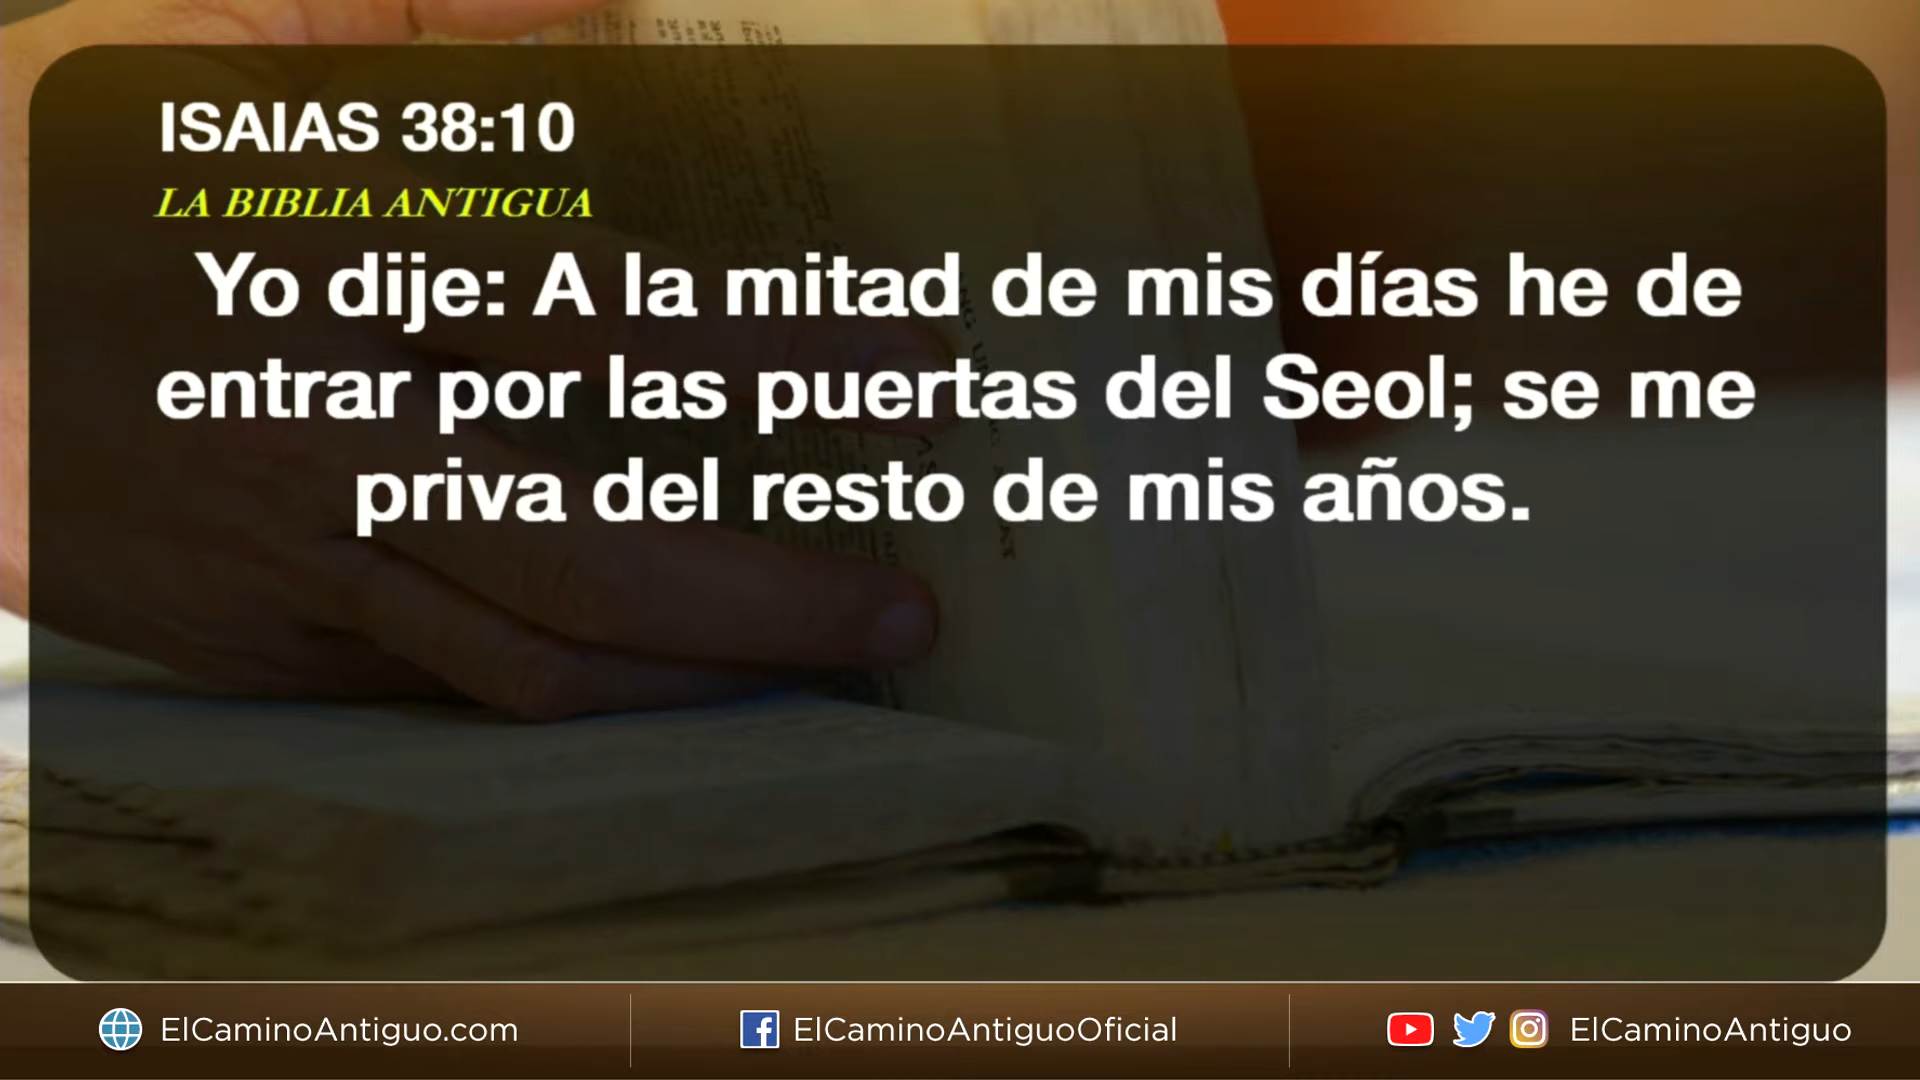 ISAIAS 38:10
LA BIBLIA ANTIGUA
Yo dije: A la mitad de mis días he de
entrar por las puertas del Seol; se me
priva del resto de mis años.
ElCaminoAntiguo.com
ElCaminoAntiguoOficial
ElCaminoAntiguo